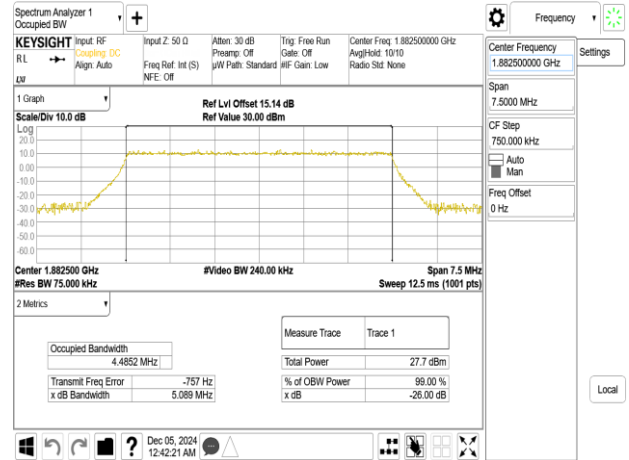 Spectrum Analyzer 1
Occupied BW
Frequency
KEYSIGHT
RL
LXI
Input: RF
Coupling: DC
Align: Auto
Input Z: 50 Ω
Freq Ref: Int (S)
NFE: Off
Atten: 30 dB
Preamp: Off
µW Path: Standard
Trig: Free Run
Gate: Off
#IF Gain: Low
Center Freq: 1.882500000 GHz
Avg|Hold: 10/10
Radio Std: None
Center Frequency
1.882500000 GHz
Settings
Span
7.5000 MHz
CF Step
750.000 kHz
Auto
Man
Freq Offset
0 Hz
1 Graph
Scale/Div 10.0 dB
Ref Lvl Offset 15.14 dB
Ref Value 30.00 dBm
Log
20.0
10.0
0.00
-10.0
-20.0
-30.0
-40.0
-50.0
-60.0
Center 1.882500 GHz
#Video BW 240.00 kHz
Span 7.5 MHz
#Res BW 75.000 kHz
Sweep 12.5 ms (1001 pts)
2 Metrics
Measure Trace Trace 1
Occupied Bandwidth
4.4852 MHz
Total Power 27.7 dBm
Transmit Freq Error -757 Hz
% of OBW Power 99.00 %
x dB Bandwidth 5.089 MHz
x dB -26.00 dB
Local
?
Dec 05, 2024
12:42:21 AM